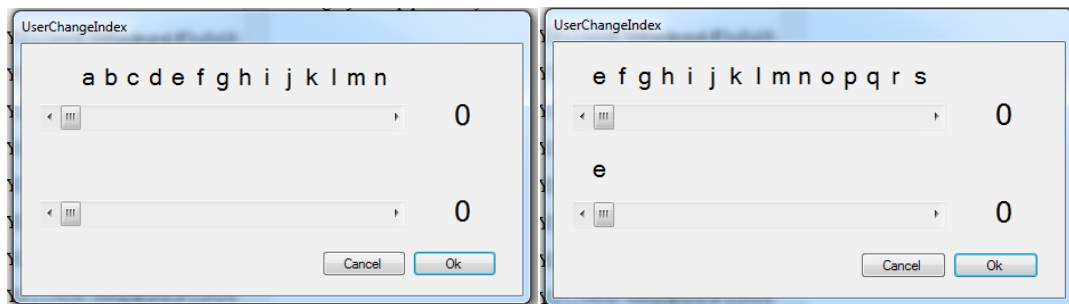 UserChangeIndex
a b c d e f g h i j k l m n
0
0
Cancel Ok
UserChangeIndex
e f g h i j k l m n o p q r s
0
e
0
Cancel Ok